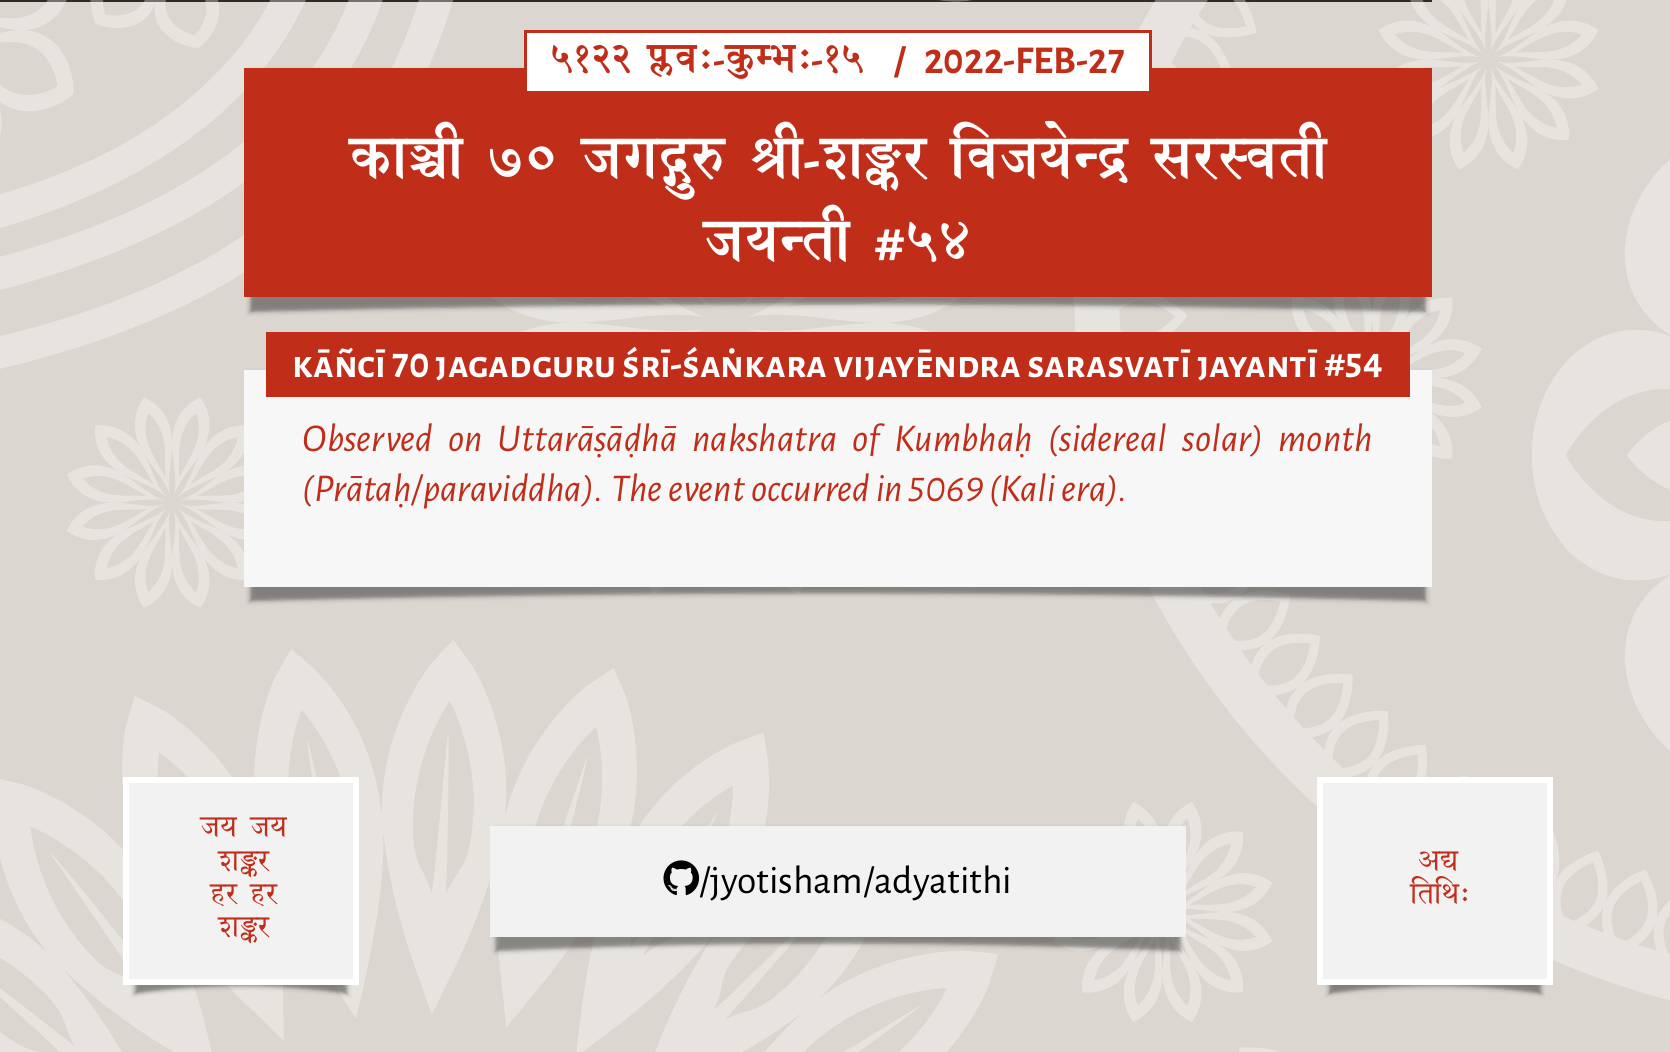 ५१२२ प्लवः-कुम्भः-१५ / 2022-FEB-27
काञ्ची ७० जगद्गुरु श्री-शङ्कर विजयेन्द्र सरस्वती
जयन्ती #५४
KĀÑCĪ 70 JAGADGURU ŚRĪ-ŚAṄKARA VIJAYĒNDRA SARASVATĪ JAYANTĪ #54
Observed on Uttarāṣāḍhā nakshatra of Kumbhaḥ (sidereal solar) month
(Prātaḥ/paraviddha). The event occurred in 5069 (Kali era).
जय जय
शङ्कर
हर हर
शङ्कर
/jyotisham/adyatithi
अद्य
तिथिः